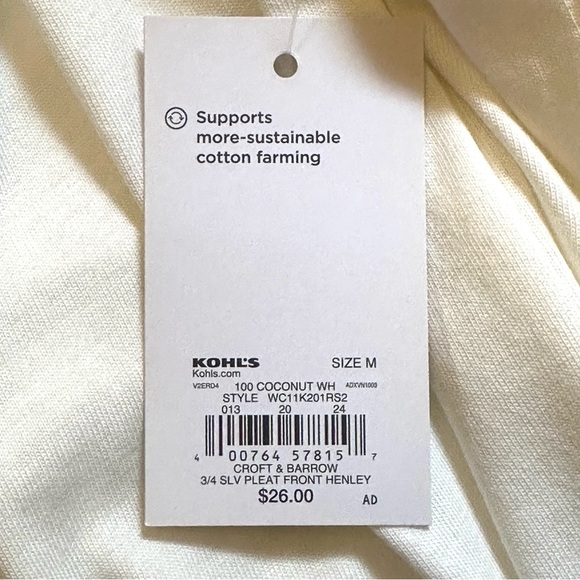 Supports
more-sustainable
cotton farming
KOHL'S SIZE M
Kohls.com
V2ERD4 100 COCONUT WH ADXVN1003
STYLE WC11K201RS2
013 20 24
4 00764 57815 7
CROFT & BARROW
3/4 SLV PLEAT FRONT HENLEY
$26.00 AD